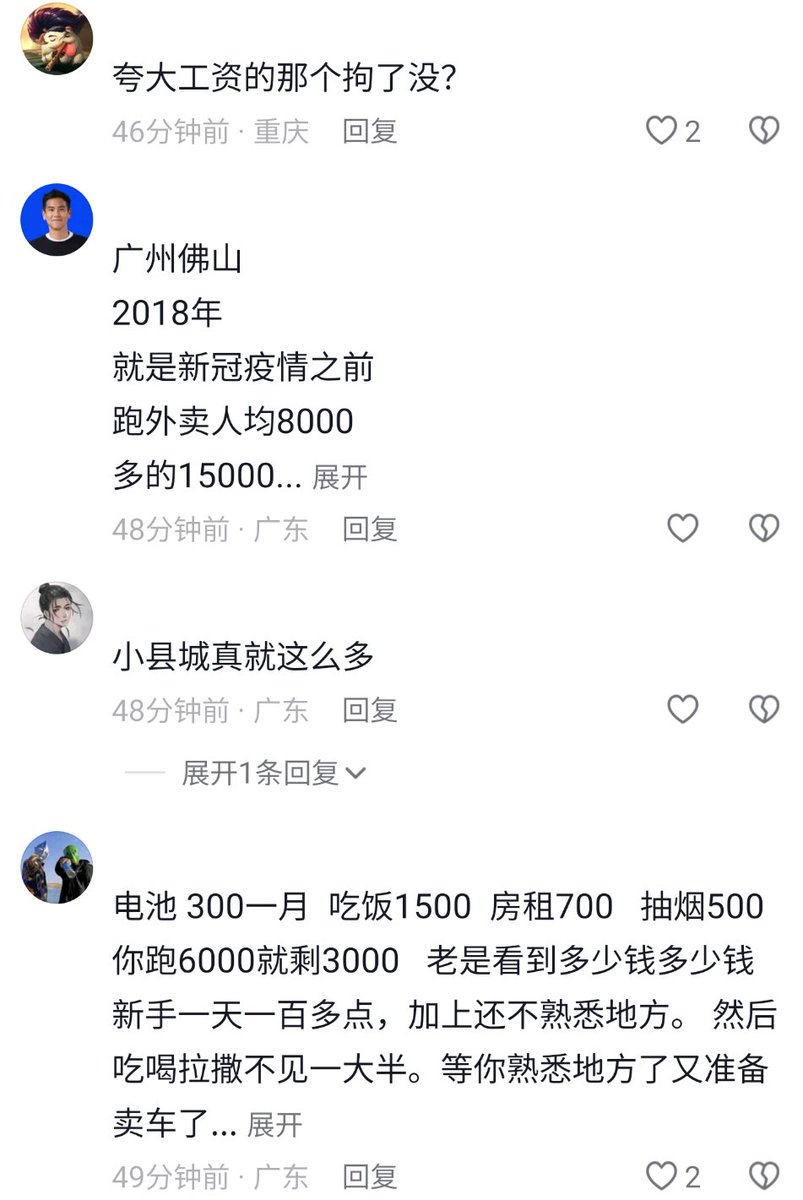 夸大工资的那个拘了没？
46分钟前 · 重庆 回复 2
广州佛山
2018年
就是新冠疫情之前
跑外卖人均8000
多的15000... 展开
48分钟前 · 广东 回复
小县城真就这么多
48分钟前 · 广东 回复
展开1条回复
电池 300一月 吃饭1500 房租700 抽烟500
你跑6000就剩3000 老是看到多少钱多少钱
新手一天一百多点，加上还不熟悉地方。 然后
吃喝拉撒不见一大半。等你熟悉地方了又准备
卖车了... 展开
49分钟前 · 广东 回复 2